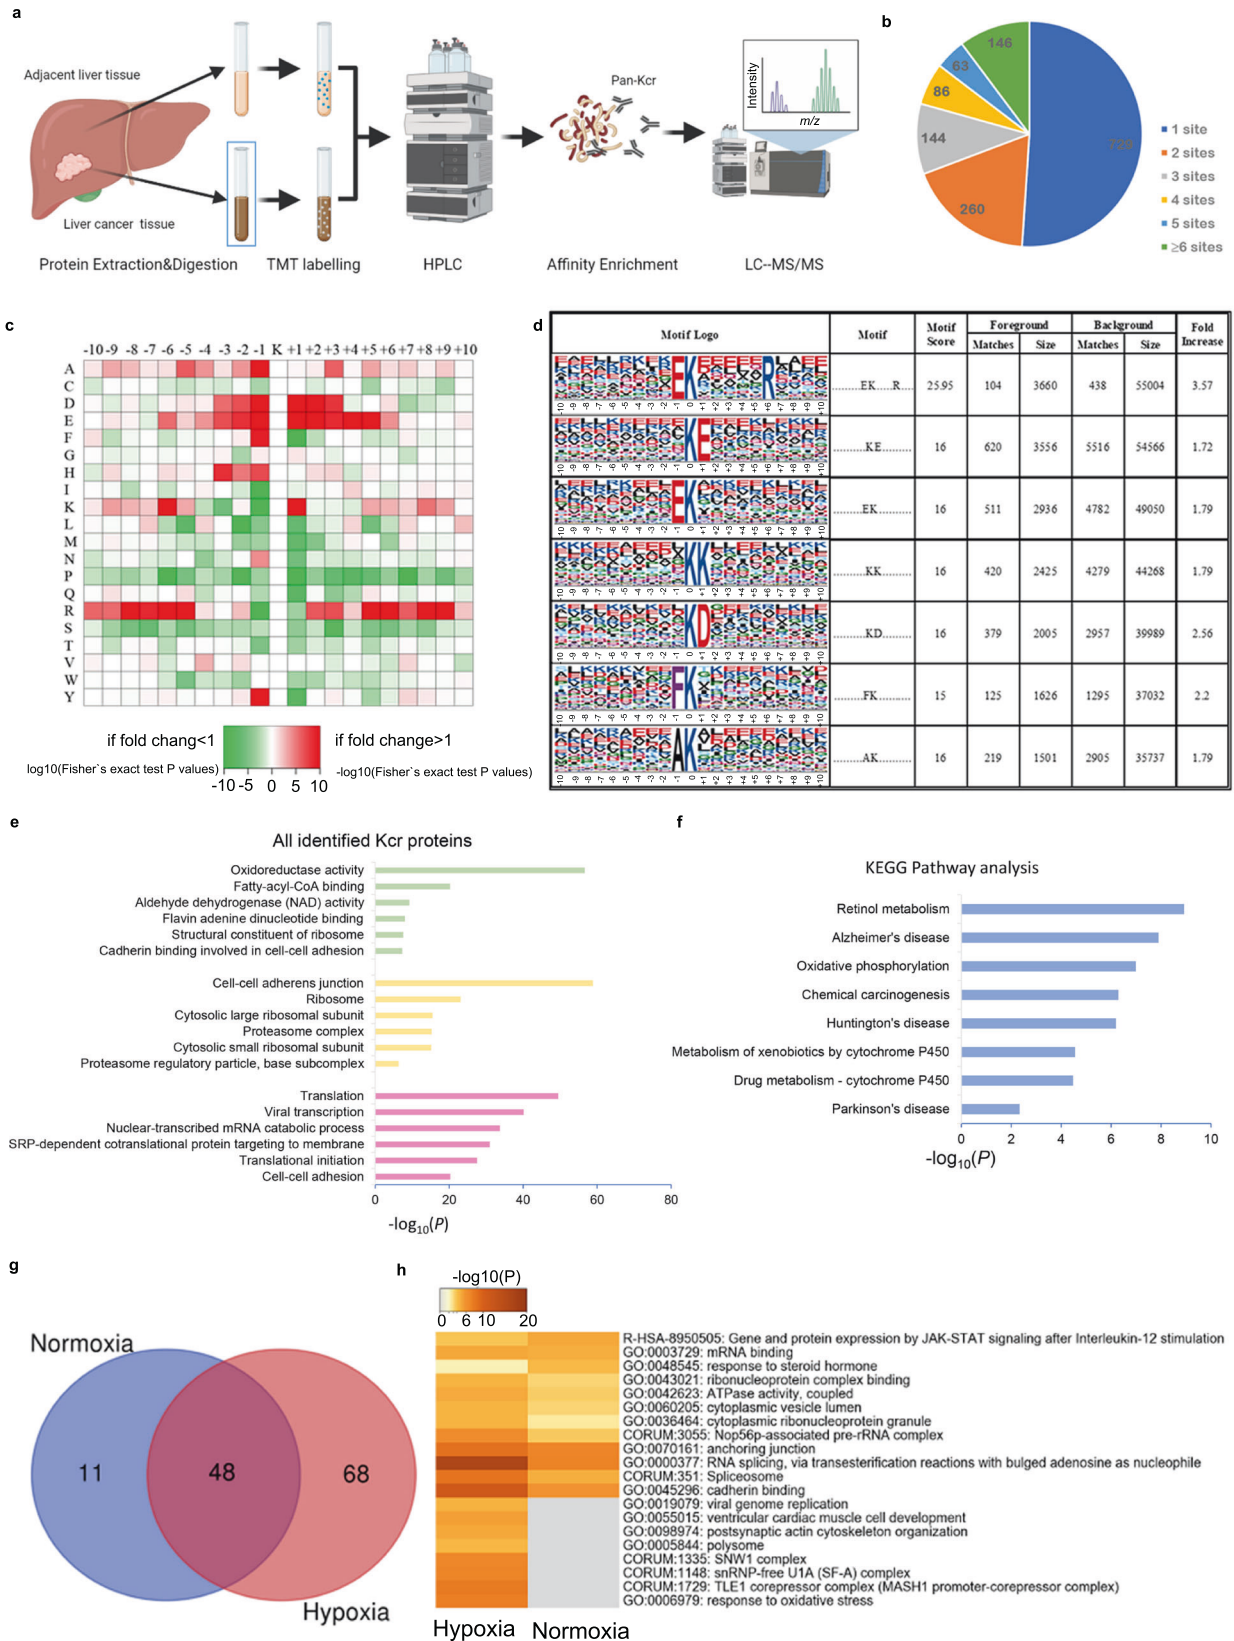 a
Adjacent liver tissue
Liver cancer tissue
Pan-Kcr
Intensity
m/z
Protein Extraction&Digestion
TMT labelling
HPLC
Affinity Enrichment
LC--MS/MS
b
146
63
86
144
260
729
1 site
2 sites
3 sites
4 sites
5 sites
≥6 sites
c
-10 -9 -8 -7 -6 -5 -4 -3 -2 -1 K +1 +2 +3 +4 +5 +6 +7 +8 +9 +10
A
C
D
E
F
G
H
I
K
L
M
N
P
Q
R
S
T
V
W
Y
if fold chang<1
if fold change>1
log10(Fisher`s exact test P values)
-log10(Fisher`s exact test P values)
-10 -5 0 5 10
d
Motif Logo Motif Motif Score Foreground Background Fold Increase
Matches Size Matches Size
..........EK.....R.... 25.95 104 3660 438 55004 3.57
..........KE......... 16 620 3556 5516 54566 1.72
.........EK.......... 16 511 2936 4782 49050 1.79
..........KK......... 16 420 2425 4279 44268 1.79
..........KD......... 16 379 2005 2957 39989 2.56
.........FK.......... 15 125 1626 1295 37032 2.2
.........AK.......... 16 219 1501 2905 35737 1.79
e
All identified Kcr proteins
Oxidoreductase activity
Fatty-acyl-CoA binding
Aldehyde dehydrogenase (NAD) activity
Flavin adenine dinucleotide binding
Structural constituent of ribosome
Cadherin binding involved in cell-cell adhesion
Cell-cell adherens junction
Ribosome
Cytosolic large ribosomal subunit
Proteasome complex
Cytosolic small ribosomal subunit
Proteasome regulatory particle, base subcomplex
Translation
Viral transcription
Nuclear-transcribed mRNA catabolic process
SRP-dependent cotranslational protein targeting to membrane
Translational initiation
Cell-cell adhesion
0 20 40 60 80
-log10(P)
f
KEGG Pathway analysis
Retinol metabolism
Alzheimer's disease
Oxidative phosphorylation
Chemical carcinogenesis
Huntington's disease
Metabolism of xenobiotics by cytochrome P450
Drug metabolism - cytochrome P450
Parkinson's disease
0 2 4 6 8 10
-log10(P)
g
Normoxia
11
48
68
Hypoxia
h
-log10(P)
0 6 10 20
R-HSA-8950505: Gene and protein expression by JAK-STAT signaling after Interleukin-12 stimulation
GO:0003729: mRNA binding
GO:0048545: response to steroid hormone
GO:0043021: ribonucleoprotein complex binding
GO:0042623: ATPase activity, coupled
GO:0060205: cytoplasmic vesicle lumen
GO:0036464: cytoplasmic ribonucleoprotein granule
CORUM:3055: Nop56p-associated pre-rRNA complex
GO:0070161: anchoring junction
GO:0000377: RNA splicing, via transesterification reactions with bulged adenosine as nucleophile
CORUM:351: Spliceosome
GO:0045296: cadherin binding
GO:0019079: viral genome replication
GO:0055015: ventricular cardiac muscle cell development
GO:0098974: postsynaptic actin cytoskeleton organization
GO:0005844: polysome
CORUM:1335: SNW1 complex
CORUM:1148: snRNP-free U1A (SF-A) complex
CORUM:1729: TLE1 corepressor complex (MASH1 promoter-corepressor complex)
GO:0006979: response to oxidative stress
Hypoxia Normoxia